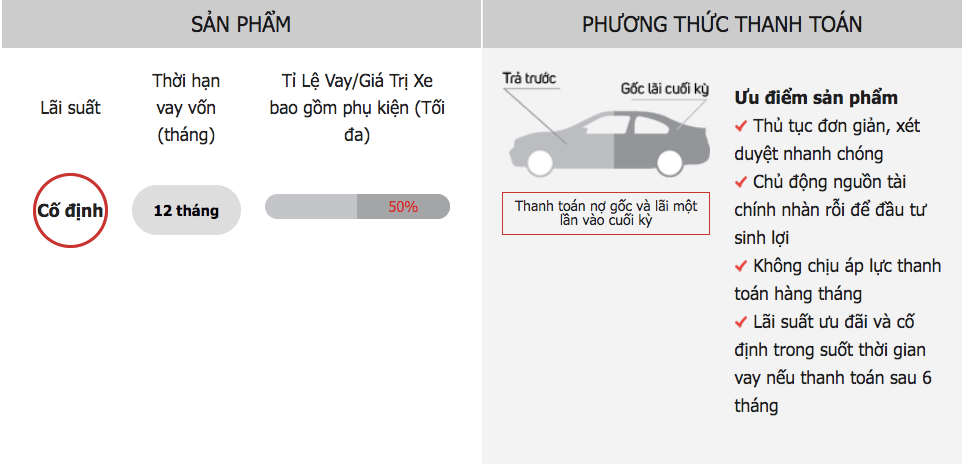 SẢN PHẨM
PHƯƠNG THỨC THANH TOÁN
Lãi suất
Thời hạn
vay vốn
(tháng)
Tỉ Lệ Vay/Giá Trị Xe
bao gồm phụ kiện (Tối
đa)
Cố định
12 tháng
50%
Trả trước
Gốc lãi cuối kỳ
Thanh toán nợ gốc và lãi một
lần vào cuối kỳ
Ưu điểm sản phẩm
Thủ tục đơn giản, xét
duyệt nhanh chóng
Chủ động nguồn tài
chính nhàn rỗi để đầu tư
sinh lợi
Không chịu áp lực thanh
toán hàng tháng
Lãi suất ưu đãi và cố
định trong suốt thời gian
vay nếu thanh toán sau 6
tháng